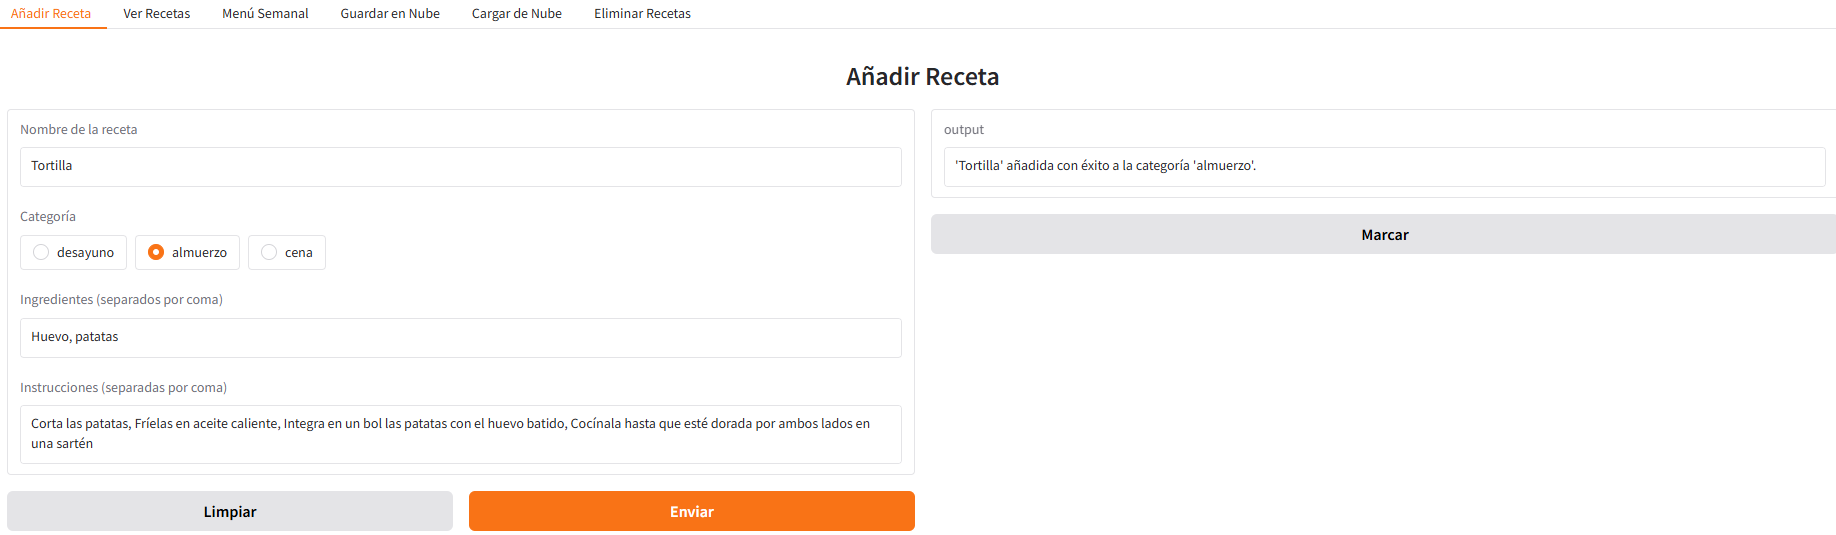 Añadir Receta
Ver Recetas
Menú Semanal
Guardar en Nube
Cargar de Nube
Eliminar Recetas
Añadir Receta
Nombre de la receta
Tortilla
Categoría
desayuno
almuerzo
cena
Ingredientes (separados por coma)
Huevo, patatas
Instrucciones (separadas por coma)
Corta las patatas, Fríelas en aceite caliente, Integra en un bol las patatas con el huevo batido, Cocínala hasta que esté dorada por ambos lados en
una sartén
Limpiar
Enviar
output
'Tortilla' añadida con éxito a la categoría 'almuerzo'.
Marcar